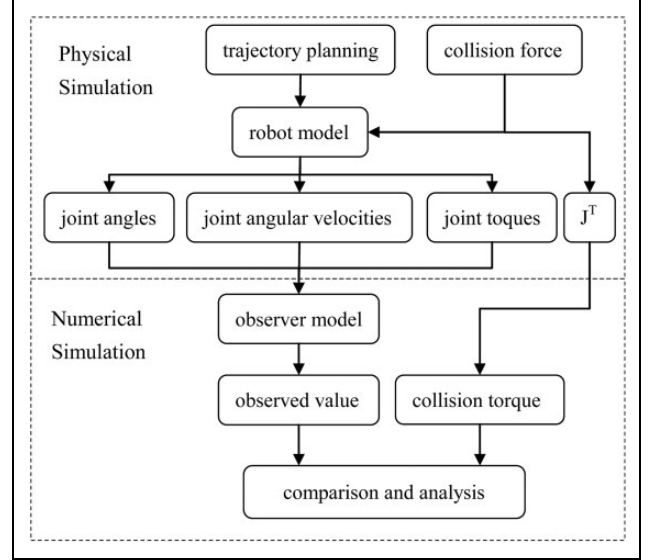 Physical
Simulation
trajectory planning
collision force
robot model
joint angles
joint angular velocities
joint toques
J^T
Numerical
Simulation
observer model
observed value
collision torque
comparison and analysis